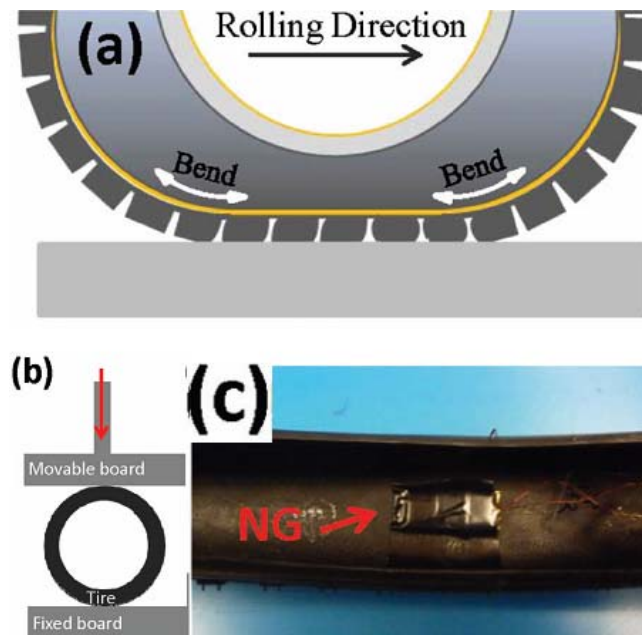 (a)
Rolling Direction
Bend
Bend
(b)
Movable board
Tire
Fixed board
(c)
NG